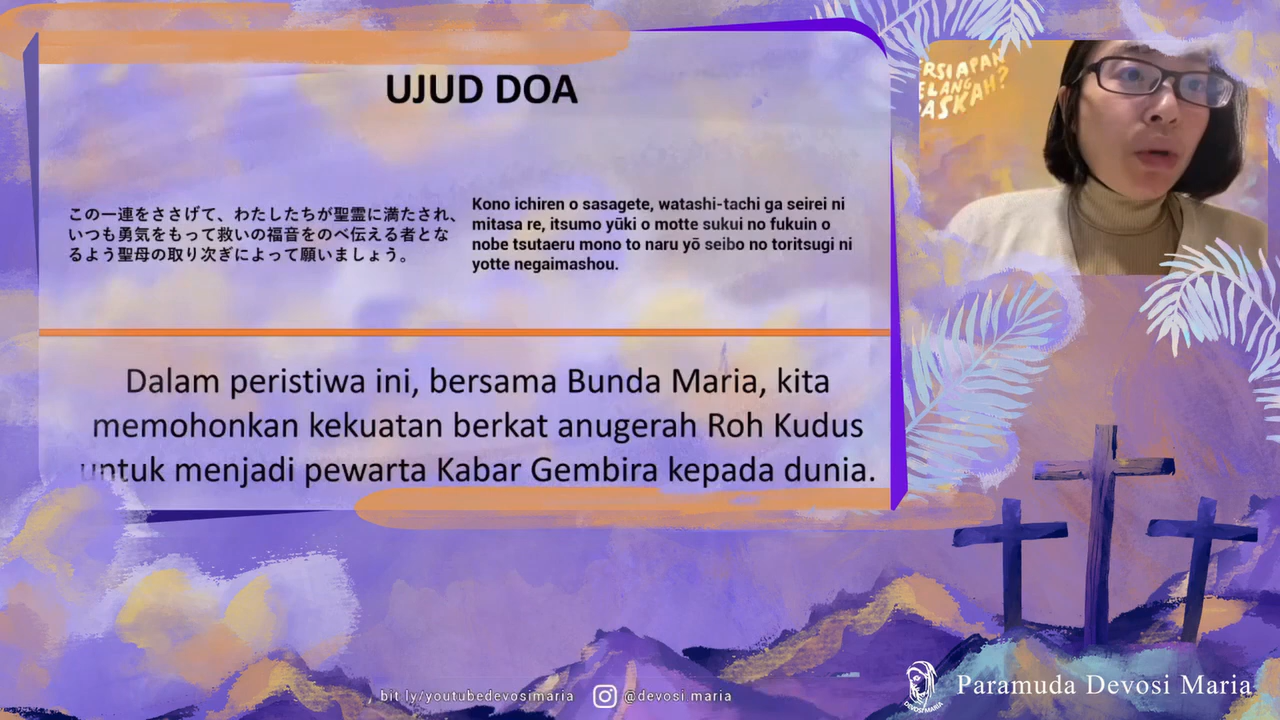 UJUD DOA
この一連をささげて、わたしたちが聖霊に満たされ、
いつも勇気をもって救いの福音をのべ伝える者とな
るよう聖母の取り次ぎによって願いましょう。
Kono ichiren o sasagete, watashi-tachi ga seirei ni
mitasa re, itsumo yūki o motte sukui no fukuin o
nobe tsutaeru mono to naru yō seibo no toritsugi ni
yotte negaimashou.
Dalam peristiwa ini, bersama Bunda Maria, kita
memohonkan kekuatan berkat anugerah Roh Kudus
untuk menjadi pewarta Kabar Gembira kepada dunia.
ERSIAPAN
ELANG
PASKAH?
/ bit ly/youtubedevosimaria
@devosi maria
DEVOSI MARIA
Paramuda Devosi Maria